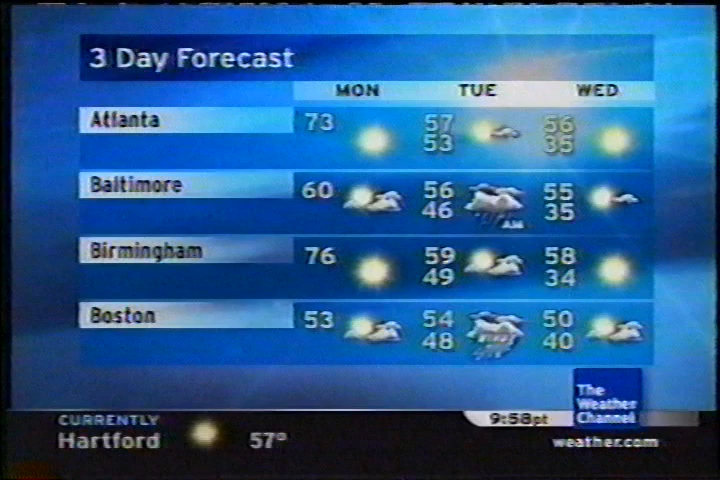 3 Day Forecast
MON TUE WED
Atlanta 73 57 53 56 35
Baltimore 60 56 46 AM 55 35
Birmingham 76 59 49 58 34
Boston 53 54 48 50 40
The
Weather
Channel
CURRENTLY
Hartford 57°
9:58pt
weather.com